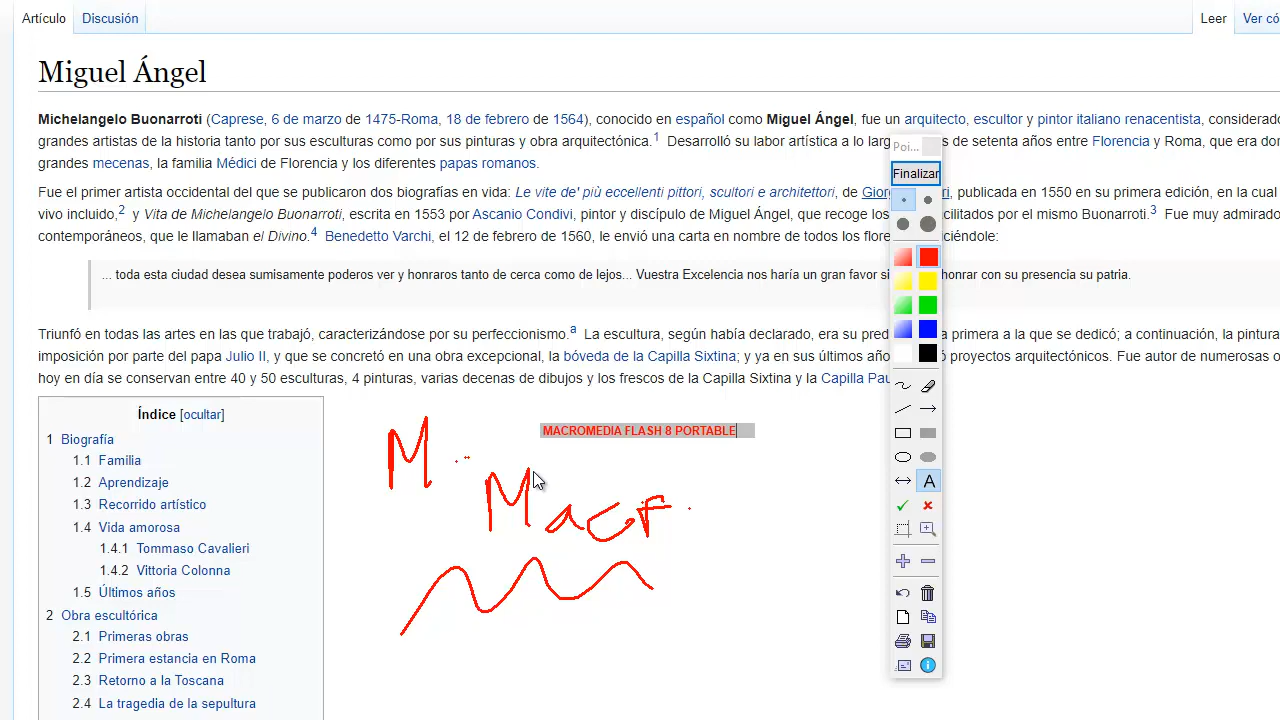 Artículo Discusión Leer Ver có
Miguel Ángel
Michelangelo Buonarroti (Caprese, 6 de marzo de 1475-Roma, 18 de febrero de 1564), conocido en español como Miguel Ángel, fue un arquitecto, escultor y pintor italiano renacentista, considerado
grandes artistas de la historia tanto por sus esculturas como por sus pinturas y obra arquitectónica.1 Desarrolló su labor artística a lo larg s de setenta años entre Florencia y Roma, que era don
grandes mecenas, la familia Médici de Florencia y los diferentes papas romanos.
Fue el primer artista occidental del que se publicaron dos biografías en vida: Le vite de' più eccellenti pittori, scultori e architettori, de Giorg ri, publicada en 1550 en su primera edición, en la cual
vivo incluido,2 y Vita de Michelangelo Buonarroti, escrita en 1553 por Ascanio Condivi, pintor y discípulo de Miguel Ángel, que recoge los cilitados por el mismo Buonarroti.3 Fue muy admirado
contemporáneos, que le llamaban el Divino.4 Benedetto Varchi, el 12 de febrero de 1560, le envió una carta en nombre de todos los flore ciéndole:
... toda esta ciudad desea sumisamente poderos ver y honraros tanto de cerca como de lejos... Vuestra Excelencia nos haría un gran favor si honrar con su presencia su patria.
Triunfó en todas las artes en las que trabajó, caracterizándose por su perfeccionismo.a La escultura, según había declarado, era su pred a primera a la que se dedicó; a continuación, la pintura
imposición por parte del papa Julio II, y que se concretó en una obra excepcional, la bóveda de la Capilla Sixtina; y ya en sus últimos año ó proyectos arquitectónicos. Fue autor de numerosas o
hoy en día se conservan entre 40 y 50 esculturas, 4 pinturas, varias decenas de dibujos y los frescos de la Capilla Sixtina y la Capilla Pau
Índice [ocultar]
1 Biografía
1.1 Familia
1.2 Aprendizaje
1.3 Recorrido artístico
1.4 Vida amorosa
1.4.1 Tommaso Cavalieri
1.4.2 Vittoria Colonna
1.5 Últimos años
2 Obra escultórica
2.1 Primeras obras
2.2 Primera estancia en Roma
2.3 Retorno a la Toscana
2.4 La tragedia de la sepultura
MACROMEDIA FLASH 8 PORTABLE
M
Macr
Poi...
Finalizar
A